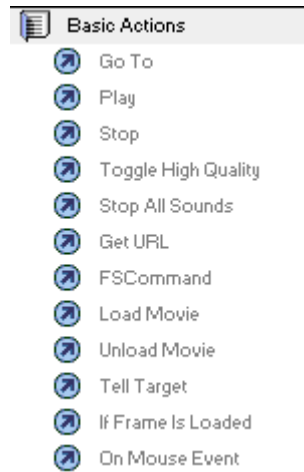 Basic Actions
Go To
Play
Stop
Toggle High Quality
Stop All Sounds
Get URL
FSCommand
Load Movie
Unload Movie
Tell Target
If Frame Is Loaded
On Mouse Event